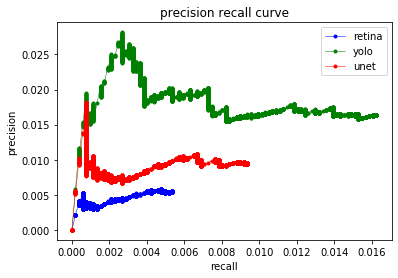 precision recall curve
retina
yolo
unet
precision
0.025
0.020
0.015
0.010
0.005
0.000
0.000 0.002 0.004 0.006 0.008 0.010 0.012 0.014 0.016
recall